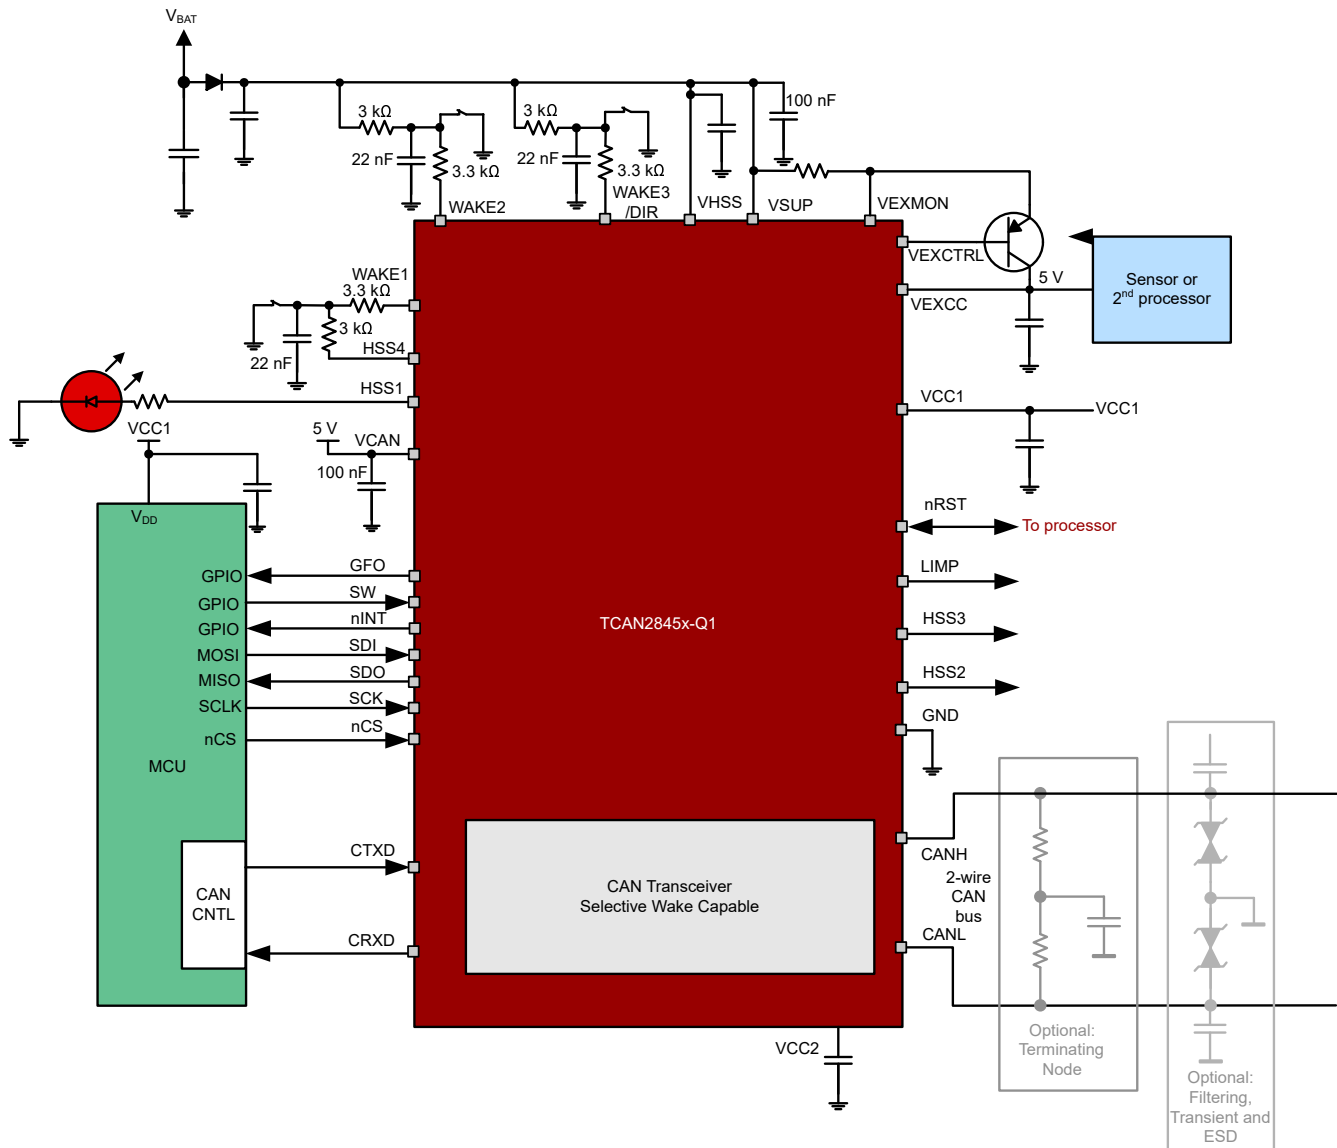 VBAT
100 nF
3 kΩ
3 kΩ
22 nF
3.3 kΩ
22 nF
3.3 kΩ
WAKE2
WAKE3
/DIR
VHSS
VSUP
VEXMON
VEXCTRL
5 V
VEXCC
Sensor or
2nd processor
WAKE1
3.3 kΩ
3 kΩ
22 nF
HSS4
HSS1
VCC1
5 V
VCAN
100 nF
VCC1
VCC1
VDD
nRST
To processor
GPIO
GFO
LIMP
GPIO
SW
GPIO
nINT
TCAN2845x-Q1
HSS3
MOSI
SDI
MISO
SDO
HSS2
SCLK
SCK
nCS
nCS
GND
MCU
CTXD
CAN
CNTL
CRXD
CAN Transceiver
Selective Wake Capable
CANH
2-wire
CAN
bus
CANL
VCC2
Optional:
Terminating
Node
Optional:
Filtering,
Transient and
ESD